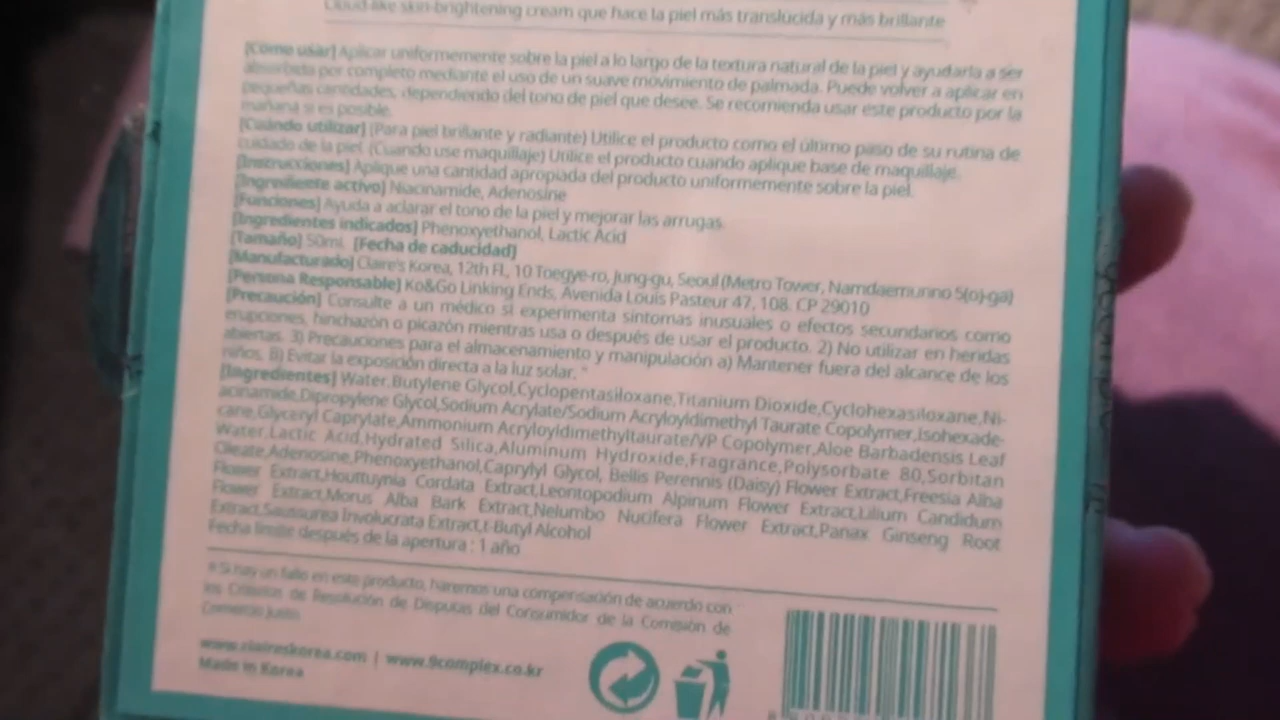 Cloud-like skin-brightening cream que hace la piel más translúcida y más brillante
[Cómo usar] Aplicar uniformemente sobre la piel a lo largo de la textura natural de la piel y ayudarla a ser
absorbida por completo mediante el uso de un suave movimiento de palmada. Puede volver a aplicar en
pequeñas cantidades, dependiendo del tono de piel que desee. Se recomienda usar este producto por la
mañana si es posible.
[Cuándo utilizar] (Para piel brillante y radiante) Utilice el producto como el último paso de su rutina de
cuidado de la piel. (Cuando use maquillaje) Utilice el producto cuando aplique base de maquillaje.
[Instrucciones] Aplique una cantidad apropiada del producto uniformemente sobre la piel.
[Ingrediente activo] Niacinamide, Adenosine
[Funciones] Ayuda a aclarar el tono de la piel y mejorar las arrugas.
[Ingredientes indicados] Phenoxyethanol, Lactic Acid
[Tamaño] 50ml. [Fecha de caducidad]
[Manufacturado] Claire's Korea, 12th Fl., 10 Toegye-ro, Jung-gu, Seoul (Metro Tower, Namdaemunno 5(o)-ga)
[Persona Responsable] Ko&Go Linking Ends, Avenida Louis Pasteur 47, 108. CP 29010
[Precaución] Consulte a un médico si experimenta síntomas inusuales o efectos secundarios como
erupciones, hinchazón o picazón mientras usa o después de usar el producto. 2) No utilizar en heridas
abiertas. 3) Precauciones para el almacenamiento y manipulación a) Mantener fuera del alcance de los
niños. B) Evitar la exposición directa a la luz solar.
[Ingredientes] Water,Butylene Glycol,Cyclopentasiloxane,Titanium Dioxide,Cyclohexasiloxane,Ni-
acinamide,Dipropylene Glycol,Sodium Acrylate/Sodium Acryloyldimethyl Taurate Copolymer,Isohexade-
cane,Glyceryl Caprylate,Ammonium Acryloyldimethyltaurate/VP Copolymer,Aloe Barbadensis Leaf
Water,Lactic Acid,Hydrated Silica,Aluminum Hydroxide,Fragrance,Polysorbate 80,Sorbitan
Oleate,Adenosine,Phenoxyethanol,Caprylyl Glycol, Bellis Perennis (Daisy) Flower Extract,Freesia Alba
Flower Extract,Houttuynia Cordata Extract,Leontopodium Alpinum Flower Extract,Lilium Candidum
Flower Extract,Morus Alba Bark Extract,Nelumbo Nucifera Flower Extract,Panax Ginseng Root
Extract,Saussurea Involucrata Extract,t-Butyl Alcohol
Fecha limite después de la apertura : 1 año
※ Si hay un fallo en este producto, haremos una compensación de acuerdo con
los Criterios de Resolución de Disputas del Consumidor de la Comisión de
Comercio Justo
www.claireskorea.com | www.9complex.co.kr
Made in Korea